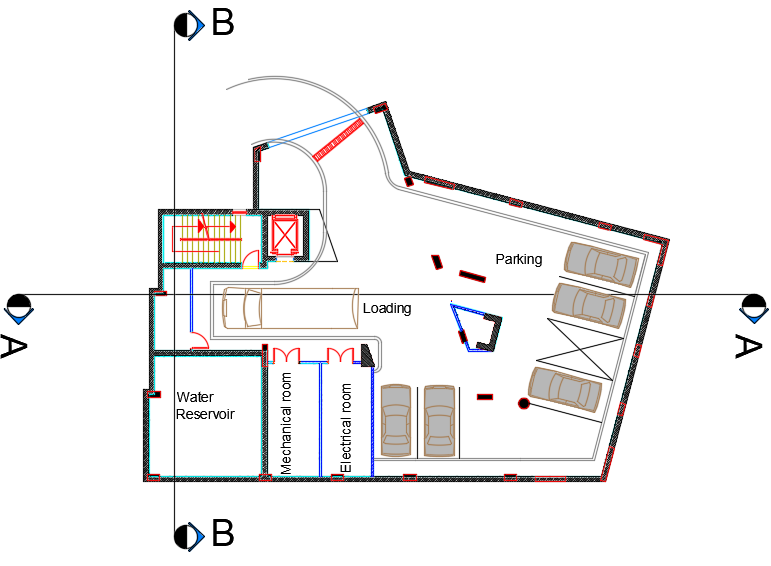 B
Parking
Loading
A
A
Water
Reservoir
Mechanical room
Electrical room
B